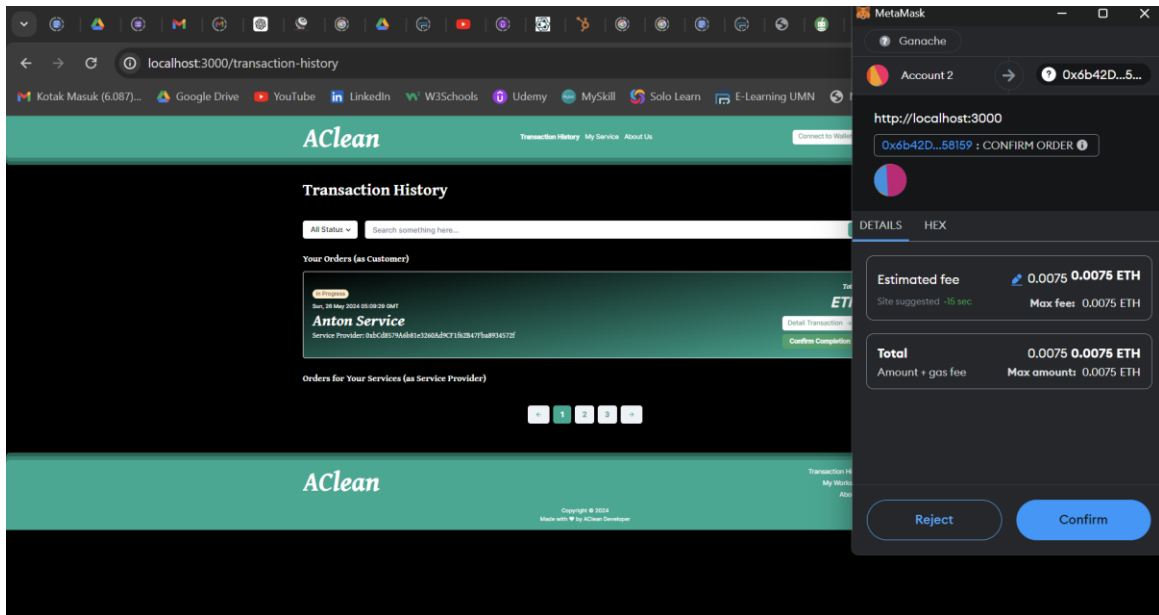 localhost:3000/transaction-history
Kotak Masuk (6.087)... Google Drive YouTube LinkedIn W3Schools Udemy MySkill Solo Learn E-Learning UMN
AClean
Transaction History My Service About Us
Connect to Wallet
Transaction History
All Status
Search something here...
Your Orders (as Customer)
In Progress
Sun, 26 May 2024 05:09:29 GMT
Anton Service
Detail Transaction
Confirm Completion
Orders for Your Services (as Service Provider)
← 1 2 3 →
AClean
Copyright © 2024
Made with ♥ by AClean Developer
MetaMask
Ganache
Account 2
0x6b42D...5...
http://localhost:3000
0x6b42D...58159 : CONFIRM ORDER
DETAILS HEX
Estimated fee 0.0075 0.0075 ETH
Site suggested ~15 sec Max fee: 0.0075 ETH
Total 0.0075 0.0075 ETH
Amount + gas fee Max amount: 0.0075 ETH
Reject Confirm